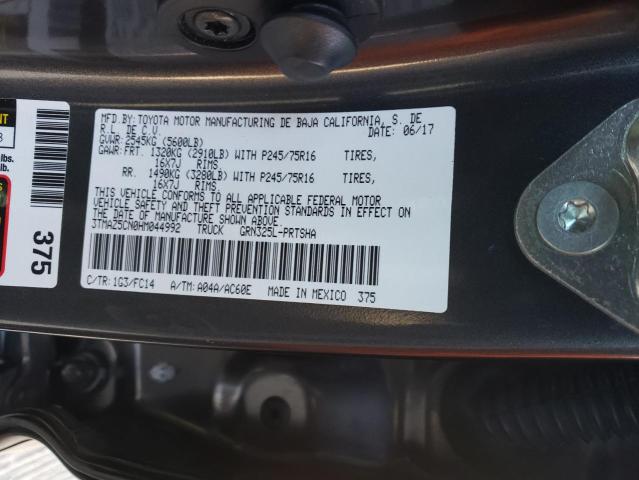 MFD.BY:TOYOTA MOTOR MANUFACTURING DE BAJA CALIFORNIA, S. DE
R.L. DE C.V. DATE: 06/17
GVWR:2545KG (5600LB)
GAWR:FRT. 1320KG (2910LB) WITH P245/75R16 TIRES,
16X7J RIMS
RR. 1490KG (3280LB) WITH P245/75R16 TIRES,
16X7J RIMS
THIS VEHICLE CONFORMS TO ALL APPLICABLE FEDERAL MOTOR
VEHICLE SAFETY AND THEFT PREVENTION STANDARDS IN EFFECT ON
THE DATE OF MANUFACTURE SHOWN ABOVE
3TMAZ5CN0HM044992 TRUCK GRN325L-PRTSHA
C/TR:1G3/FC14 A/TM:A04A/AC60E MADE IN MEXICO 375
375
lbs.